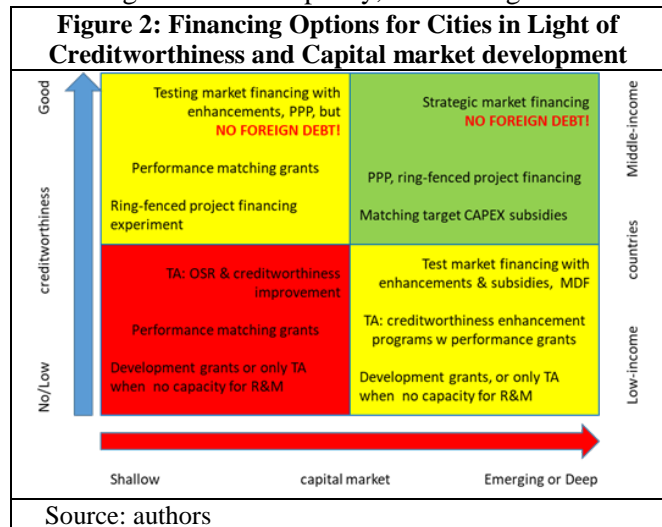 Figure 2: Financing Options for Cities in Light of
Creditworthiness and Capital market development
Good
creditworthiness
No/Low
Testing market financing with
enhancements, PPP, but
NO FOREIGN DEBT!
Performance matching grants
Ring-fenced project financing
experiment
Strategic market financing
NO FOREIGN DEBT!
PPP, ring-fenced project financing
Matching target CAPEX subsidies
TA: OSR & creditworthiness
improvement
Performance matching grants
Development grants or only TA
when no capacity for R&M
Test market financing with
enhancements & subsidies, MDF
TA: creditworthiness enhancement
programs w performance grants
Development grants, or only TA
when no capacity for R&M
Middle-income
countries
Low-income
Shallow capital market Emerging or Deep
Source: authors